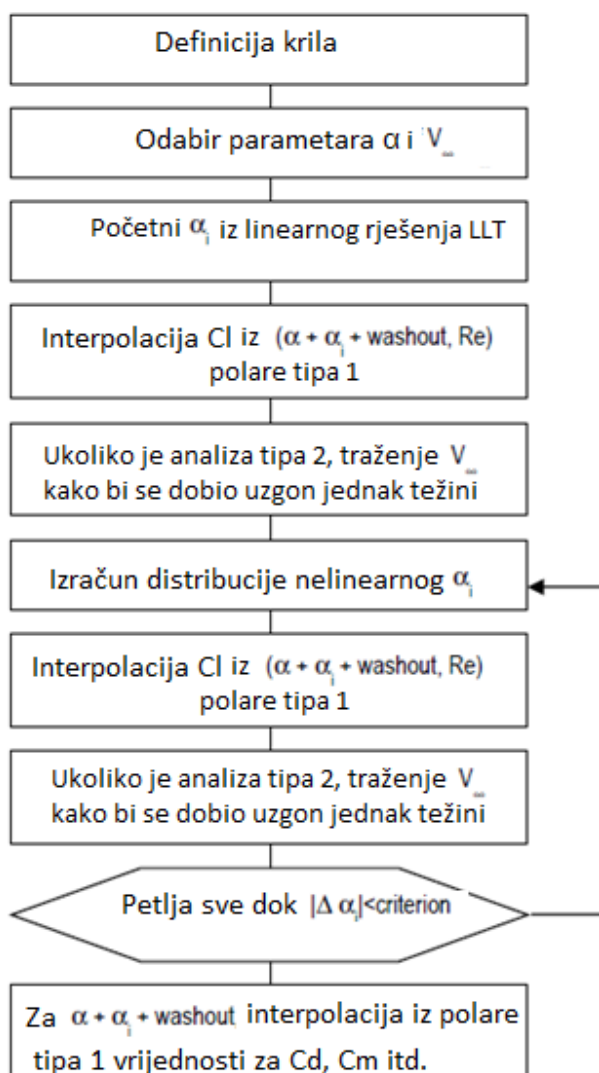 Definicija krila
Odabir parametara α i V∞
Početni αi iz linearnog rješenja LLT
Interpolacija Cl iz (α + αi + washout, Re)
polare tipa 1
Ukoliko je analiza tipa 2, traženje V∞
kako bi se dobio uzgon jednak težini
Izračun distribucije nelinearnog αi
Interpolacija Cl iz (α + αi + washout, Re)
polare tipa 1
Ukoliko je analiza tipa 2, traženje V∞
kako bi se dobio uzgon jednak težini
Petlja sve dok |Δ αi|<criterion
Za α + αi + washout interpolacija iz polare
tipa 1 vrijednosti za Cd, Cm itd.